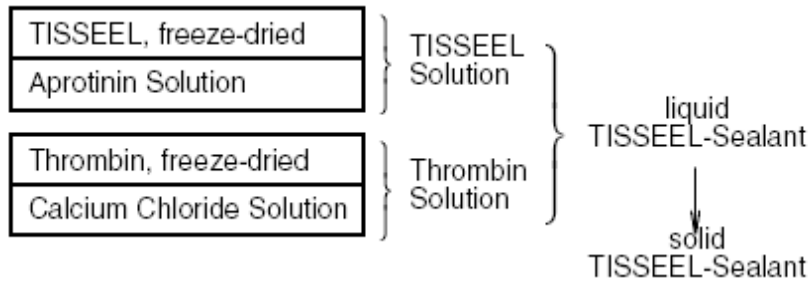 TISSEEL, freeze-dried
Aprotinin Solution
TISSEEL
Solution
Thrombin, freeze-dried
Calcium Chloride Solution
Thrombin
Solution
liquid
TISSEEL-Sealant
solid
TISSEEL-Sealant